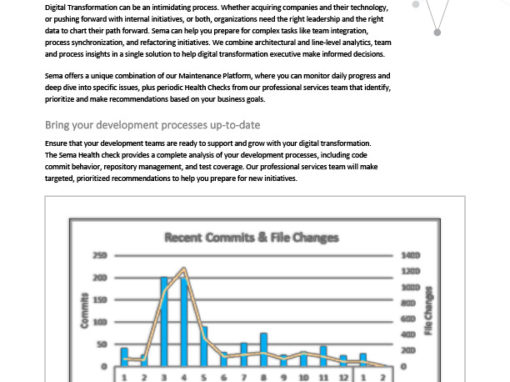 Digital Transformation can be an intimidating process. Whether acquiring companies and their technology,
or pushing forward with internal initiatives, or both, organizations need the right leadership and the right
data to chart their path forward. Sema can help you prepare for complex tasks like team integration,
process synchronization, and refactoring initiatives. We combine architectural and line-level analytics, team
and process insights in a single solution to help digital transformation executive make informed decisions.
Sema offers a unique combination of our Maintenance Platform, where you can monitor daily progress and
deep dive into specific issues, plus periodic Health Checks from our professional services team that identify,
prioritize and make recommendations based on your business goals.
Bring your development processes up-to-date
Ensure that your development teams are ready to support and grow with your digital transformation.
The Sema Health check provides a complete analysis of your development processes, including code
commit behavior, repository management, and test coverage. Our professional services team will make
targeted, prioritized recommendations to help you prepare for new initiatives.
Recent Commits & File Changes
250 1400
200 1200
150 1000
100 800
50 600
0 400
200
0
Commits
File Changes
1 2 3 4 5 6 7 8 9 10 11 12 1 2